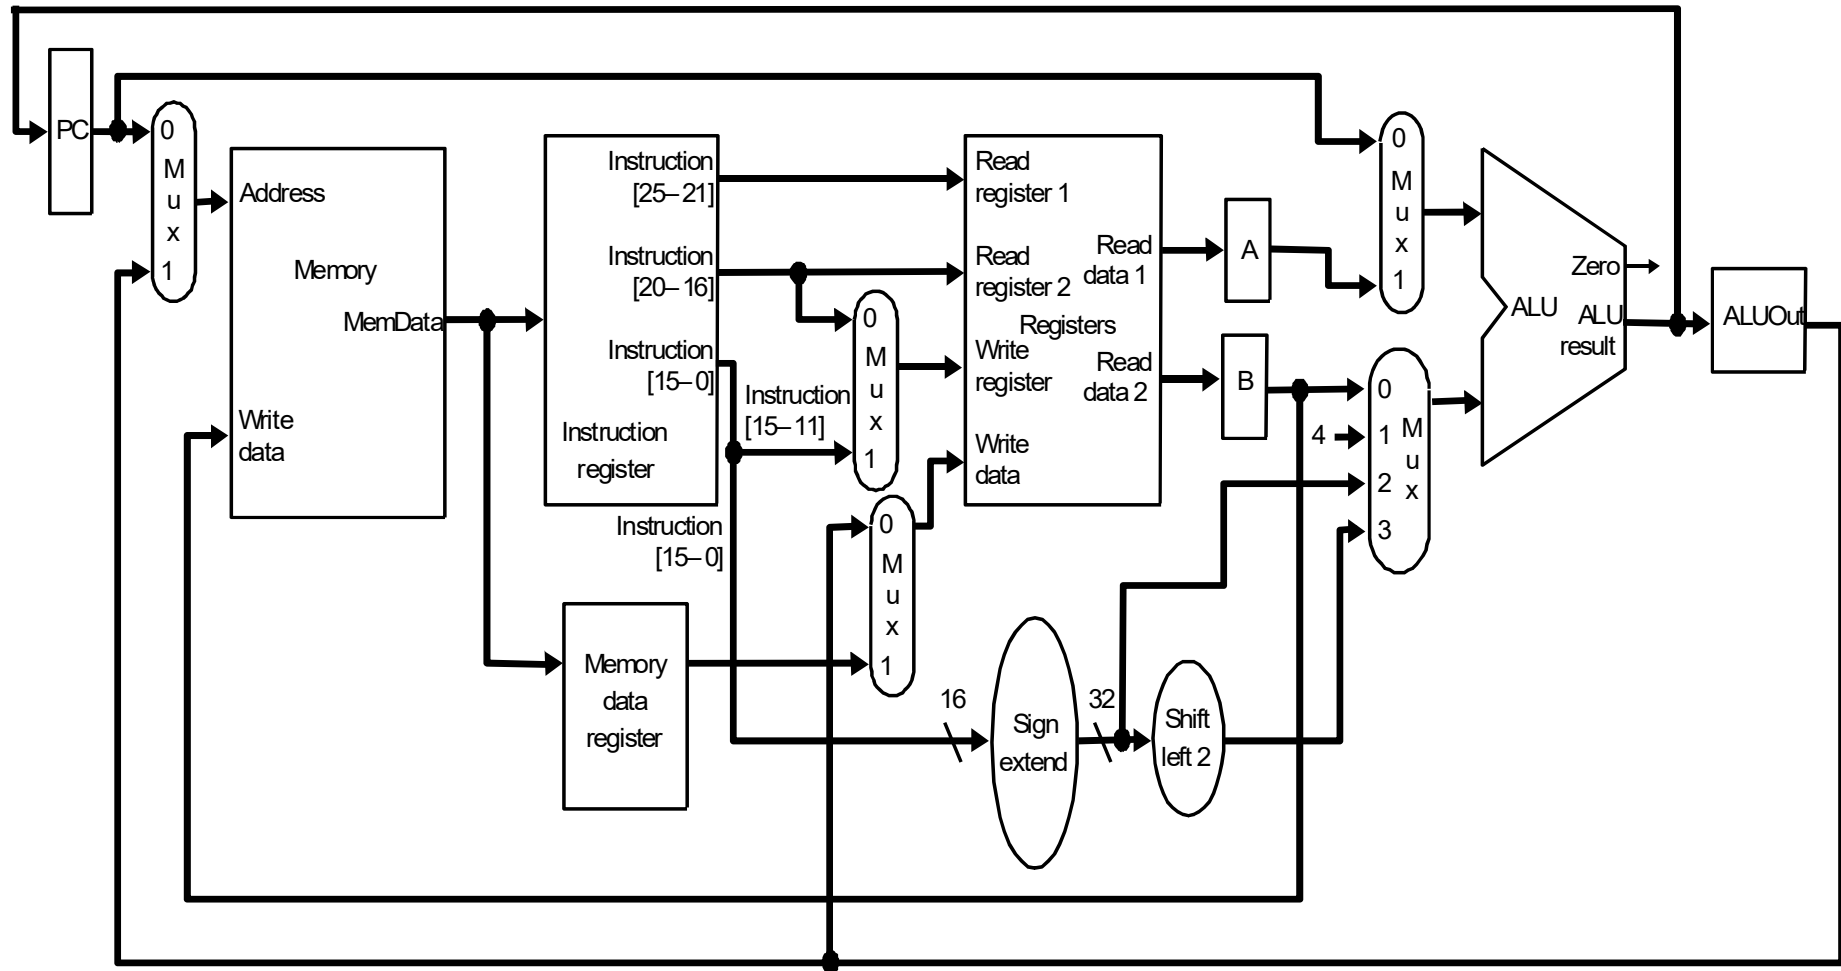 PC
0
M
u
x
1
Address
Memory
MemData
Write
data
Instruction
[25–21]
Instruction
[20–16]
Instruction
[15–0]
Instruction
register
Instruction
[15–0]
Instruction
[15–11]
0
M
u
x
1
0
M
u
x
1
Memory
data
register
Read
register 1
Read
register 2
Registers
Write
register
Write
data
Read
data 1
Read
data 2
16
Sign
extend
32
Shift
left 2
A
B
4
0
M
u
x
1
0
1
2
3
M
u
x
Zero
ALU
ALU
result
ALUOut